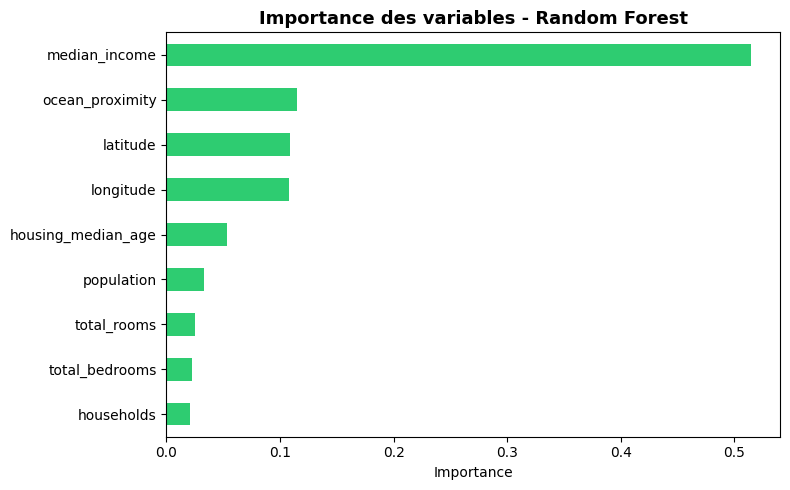 Importance des variables - Random Forest
median_income
ocean_proximity
latitude
longitude
housing_median_age
population
total_rooms
total_bedrooms
households
0.0 0.1 0.2 0.3 0.4 0.5
Importance